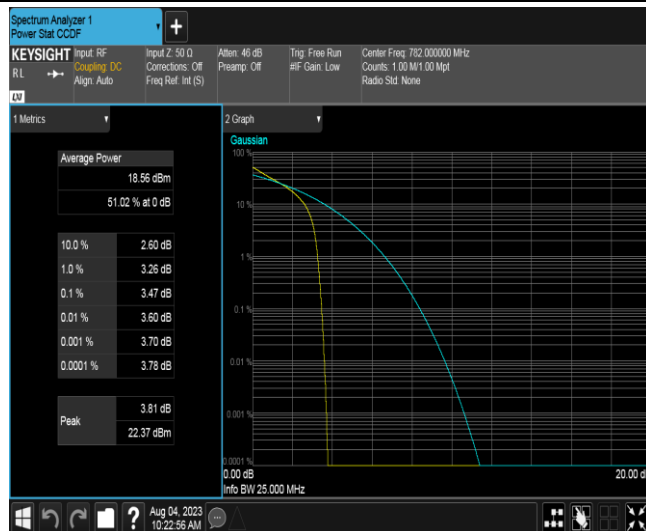 Spectrum Analyzer 1
Power Stat CCDF
+
KEYSIGHT
RL
Input: RF
Coupling: DC
Align: Auto
Input Z: 50 Ω
Corrections: Off
Freq Ref: Int (S)
Atten: 46 dB
Preamp: Off
Trig: Free Run
#IF Gain: Low
Center Freq: 782.000000 MHz
Counts: 1.00 M/1.00 Mpt
Radio Std: None
1 Metrics
Average Power
18.56 dBm
51.02 % at 0 dB
10.0 % 2.60 dB
1.0 % 3.26 dB
0.1 % 3.47 dB
0.01 % 3.60 dB
0.001 % 3.70 dB
0.0001 % 3.78 dB
Peak
3.81 dB
22.37 dBm
2 Graph
Gaussian
100 %
10 %
1 %
0.1 %
0.01 %
0.001 %
0.0001 %
0.00 dB
20.00 d
Info BW 25.000 MHz
?
Aug 04, 2023
10:22:56 AM